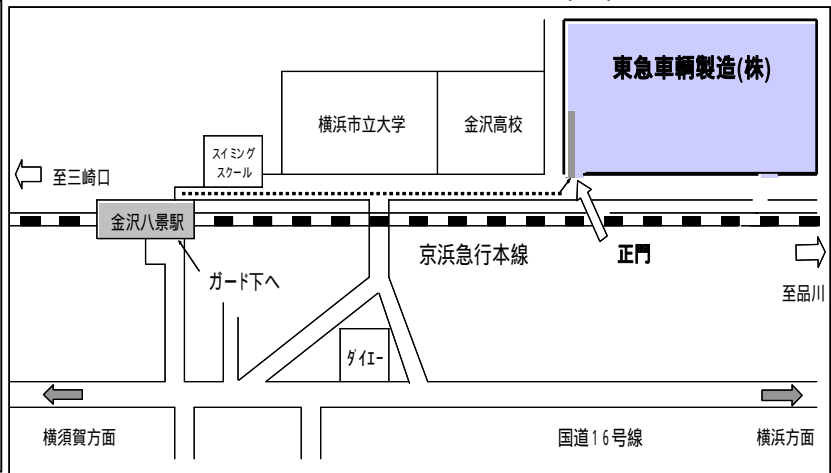 東急車輌製造(株)
横浜市立大学
金沢高校
スイミング
スクール
至三崎口
金沢八景駅
京浜急行本線
正門
ガード下へ
至品川
ダイエー
横須賀方面
国道16号線
横浜方面